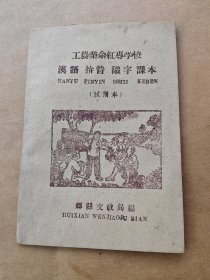 工農業余紅專學校
漢語 拚音 識字 課本
HANYU PINYIN SHIZI KEBEN
(試用本)
輝縣文教局編
HUIXIAN WENJIAOJU BIAN